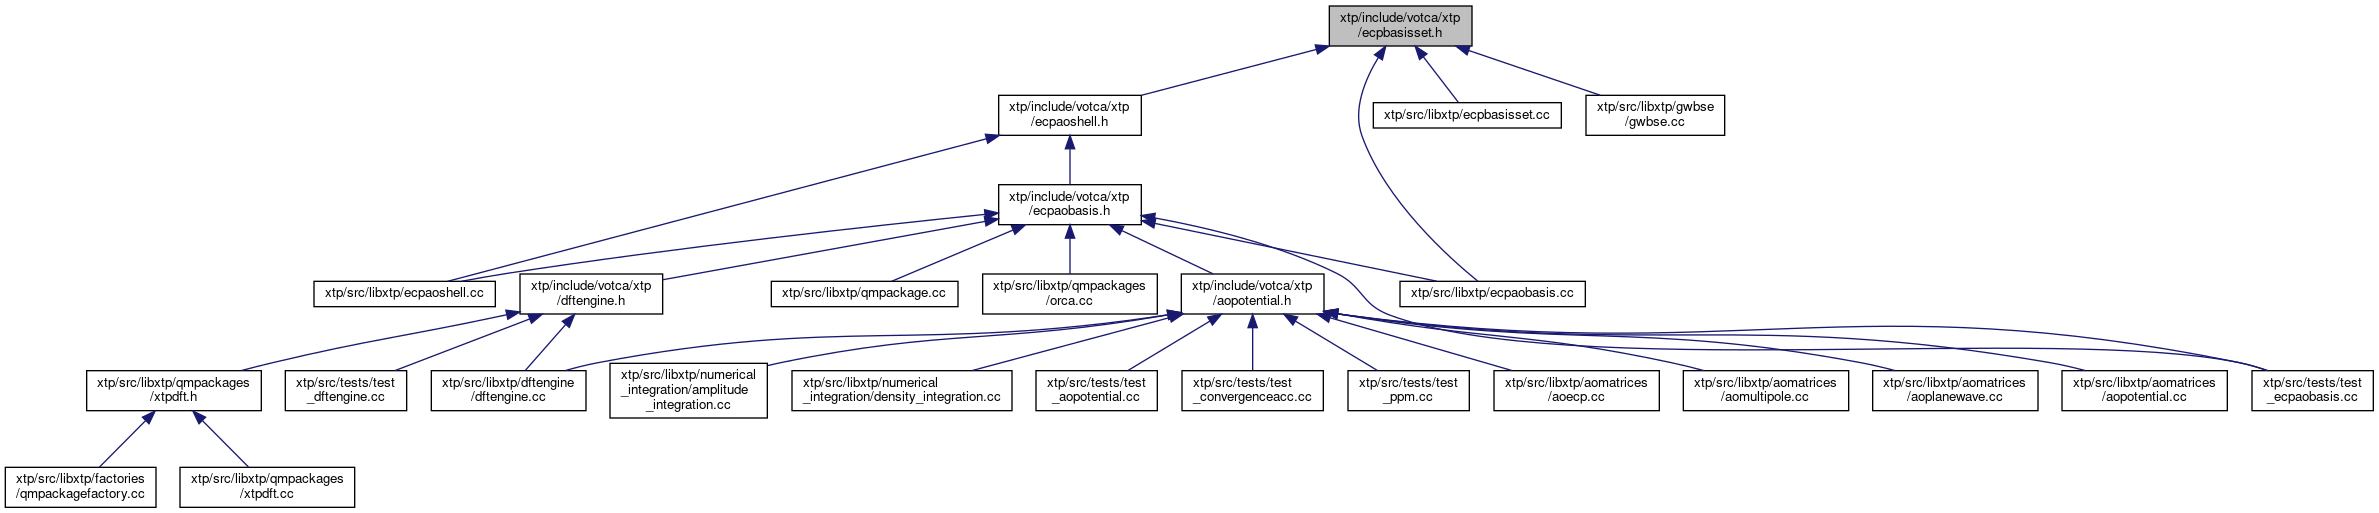 xtp/include/votca/xtp
/ecpbasisset.h
xtp/include/votca/xtp
/ecpaoshell.h
xtp/src/libxtp/ecpbasisset.cc
xtp/src/libxtp/gwbse
/gwbse.cc
xtp/include/votca/xtp
/ecpaobasis.h
xtp/src/libxtp/ecpaoshell.cc
xtp/include/votca/xtp
/dftengine.h
xtp/src/libxtp/qmpackage.cc
xtp/src/libxtp/qmpackages
/orca.cc
xtp/include/votca/xtp
/aopotential.h
xtp/src/libxtp/ecpaobasis.cc
xtp/src/libxtp/qmpackages
/xtpdft.h
xtp/src/tests/test
_dftengine.cc
xtp/src/libxtp/dftengine
/dftengine.cc
xtp/src/libxtp/numerical
_integration/amplitude
_integration.cc
xtp/src/libxtp/numerical
_integration/density_integration.cc
xtp/src/tests/test
_aopotential.cc
xtp/src/tests/test
_convergenceacc.cc
xtp/src/tests/test
_ppm.cc
xtp/src/libxtp/aomatrices
/aoecp.cc
xtp/src/libxtp/aomatrices
/aomultipole.cc
xtp/src/libxtp/aomatrices
/aoplanewave.cc
xtp/src/libxtp/aomatrices
/aopotential.cc
xtp/src/tests/test
_ecpaobasis.cc
xtp/src/libxtp/factories
/qmpackagefactory.cc
xtp/src/libxtp/qmpackages
/xtpdft.cc